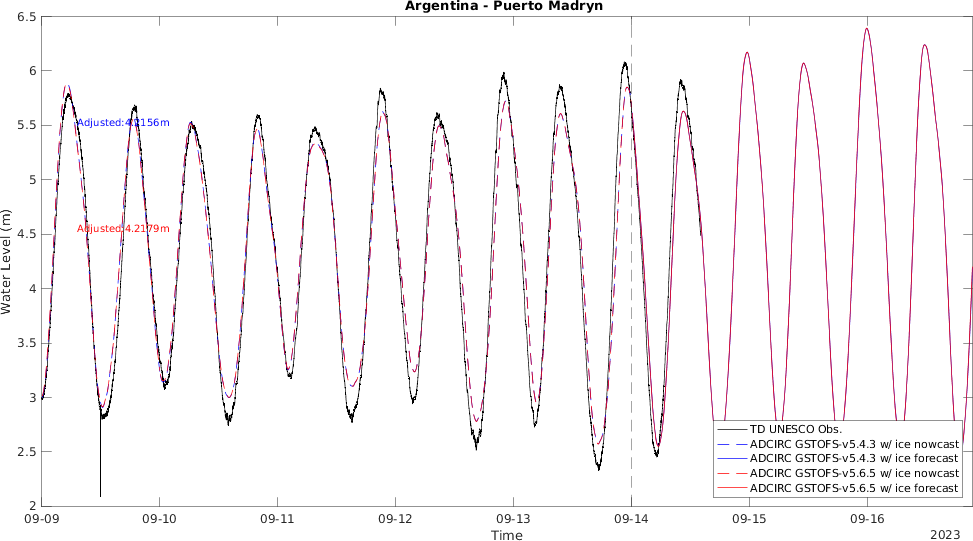 Argentina - Puerto Madryn
6.5
6
5.5
5
4.5
4
3.5
3
2.5
2
Water Level (m)
Adjusted:4.2156m
Adjusted:4.2179m
TD UNESCO Obs.
ADCIRC GSTOFS-v5.4.3 w/ ice nowcast
ADCIRC GSTOFS-v5.4.3 w/ ice forecast
ADCIRC GSTOFS-v5.6.5 w/ ice nowcast
ADCIRC GSTOFS-v5.6.5 w/ ice forecast
09-09 09-10 09-11 09-12 09-13 09-14 09-15 09-16
Time
2023